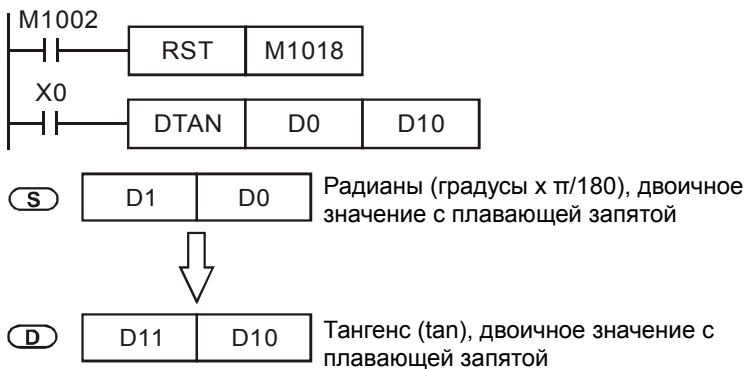 M1002
RST M1018
X0
DTAN D0 D10
S D1 D0 Радианы (градусы x π/180), двоичное
значение с плавающей запятой
D D11 D10 Тангенс (tan), двоичное значение с
плавающей запятой